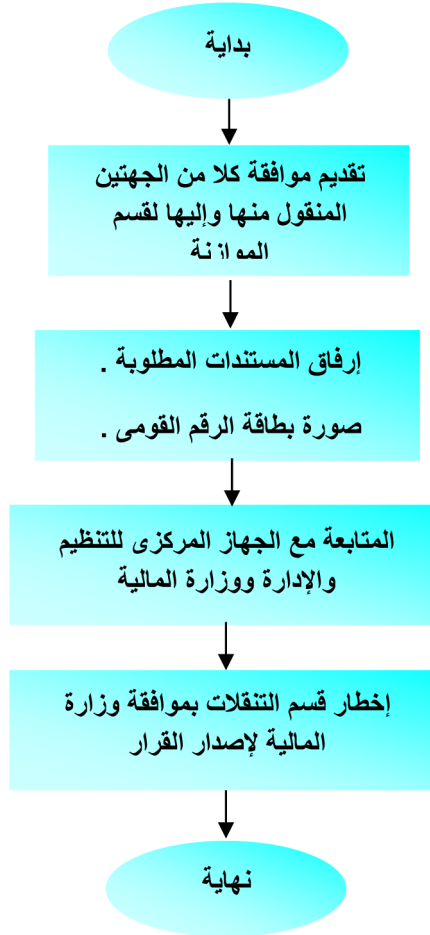 بداية
تقديم موافقة كلا من الجهتين
المنقول منها وإليها لقسم
الموازنة
إرفاق المستندات المطلوبة .
صورة بطاقة الرقم القومى .
المتابعة مع الجهاز المركزى للتنظيم
والإدارة ووزارة المالية
إخطار قسم التنقلات بموافقة وزارة
المالية لإصدار القرار
نهاية